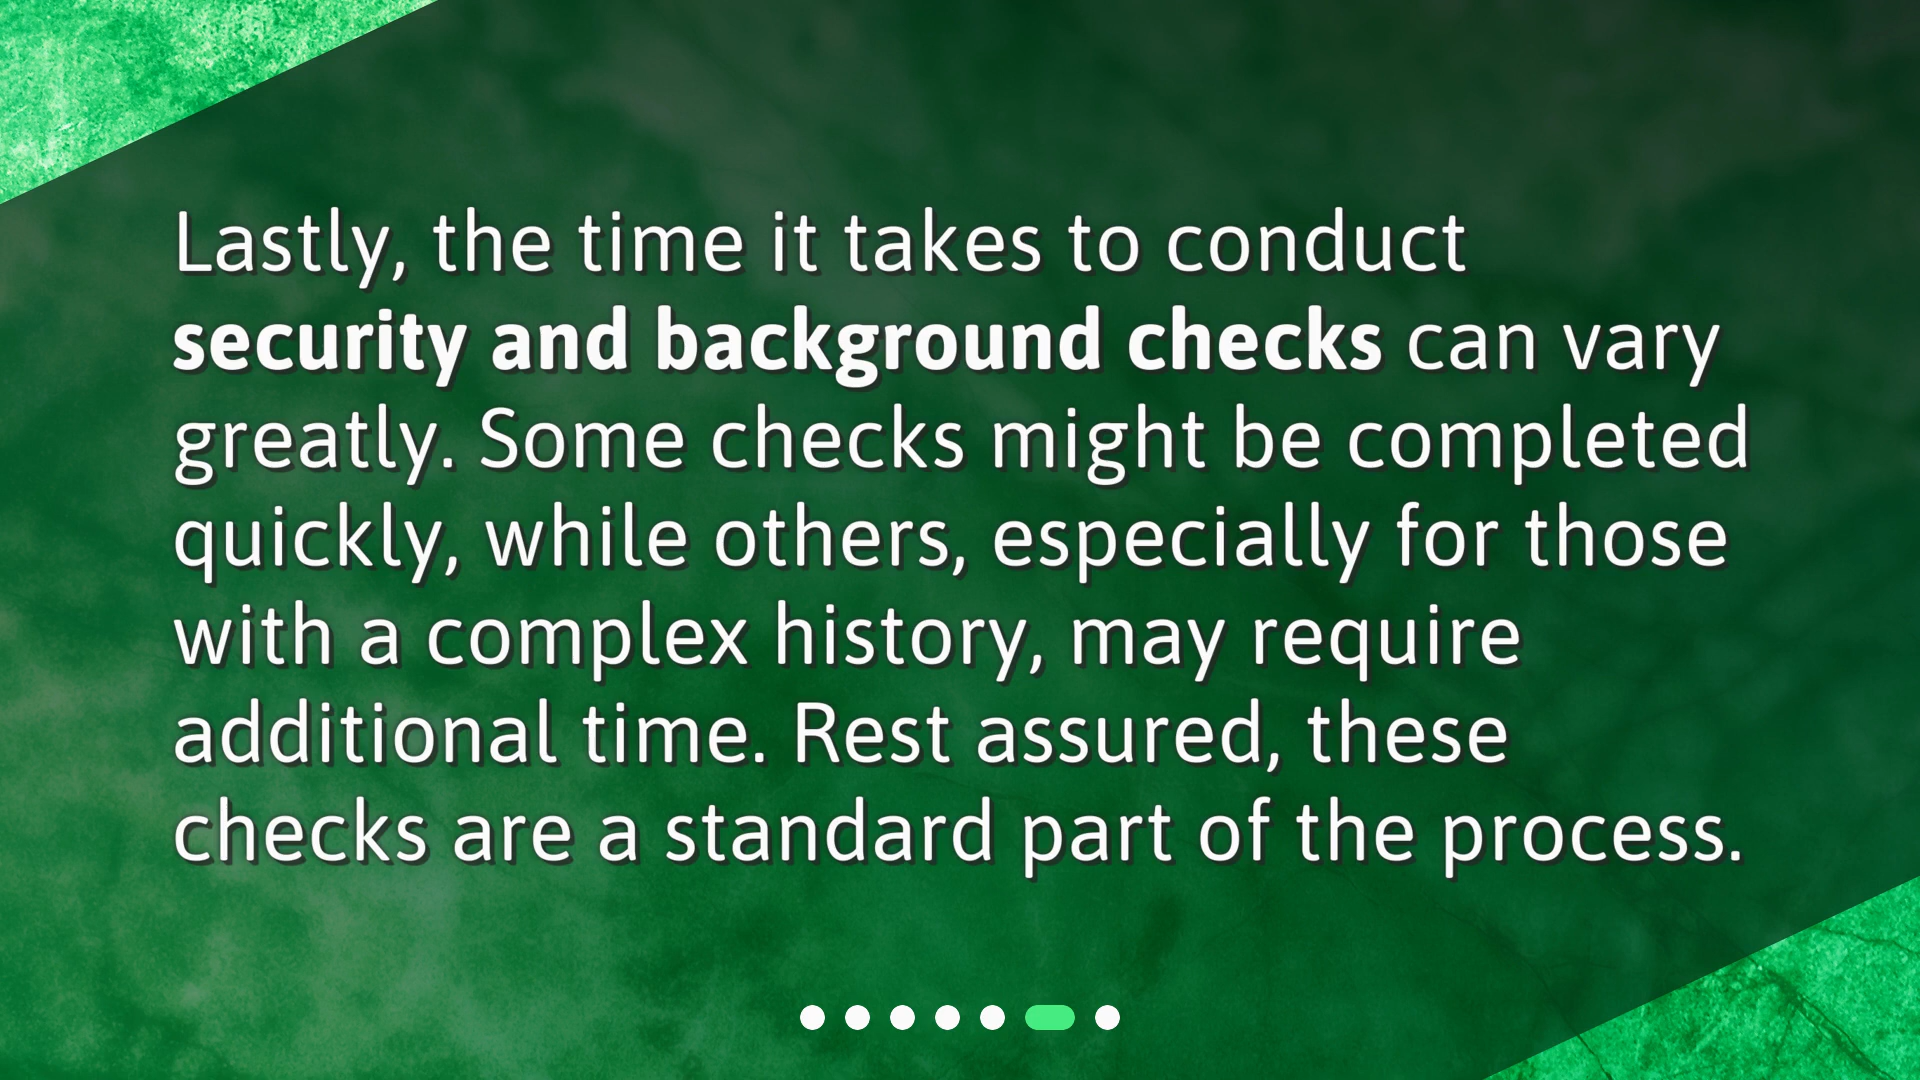 Lastly, the time it takes to conduct
security and background checks can vary
greatly. Some checks might be completed
quickly, while others, especially for those
with a complex history, may require
additional time. Rest assured, these
checks are a standard part of the process.